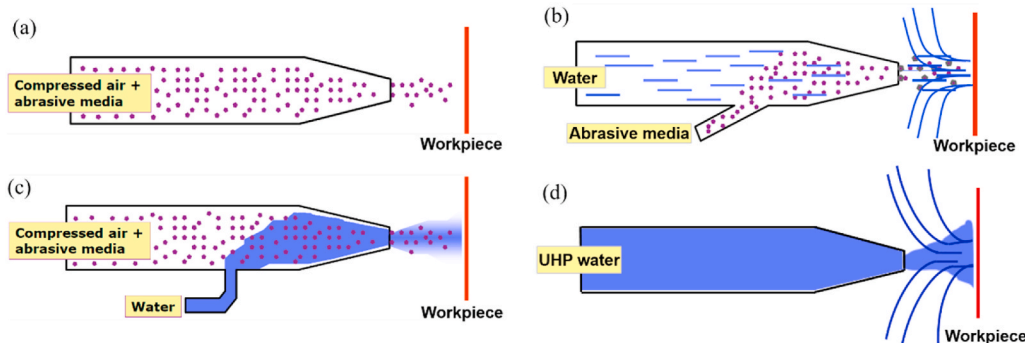 (a)
Compressed air +
abrasive media
Workpiece
(b)
Water
Abrasive media
Workpiece
(c)
Compressed air +
abrasive media
Water
Workpiece
(d)
UHP water
Workpiece